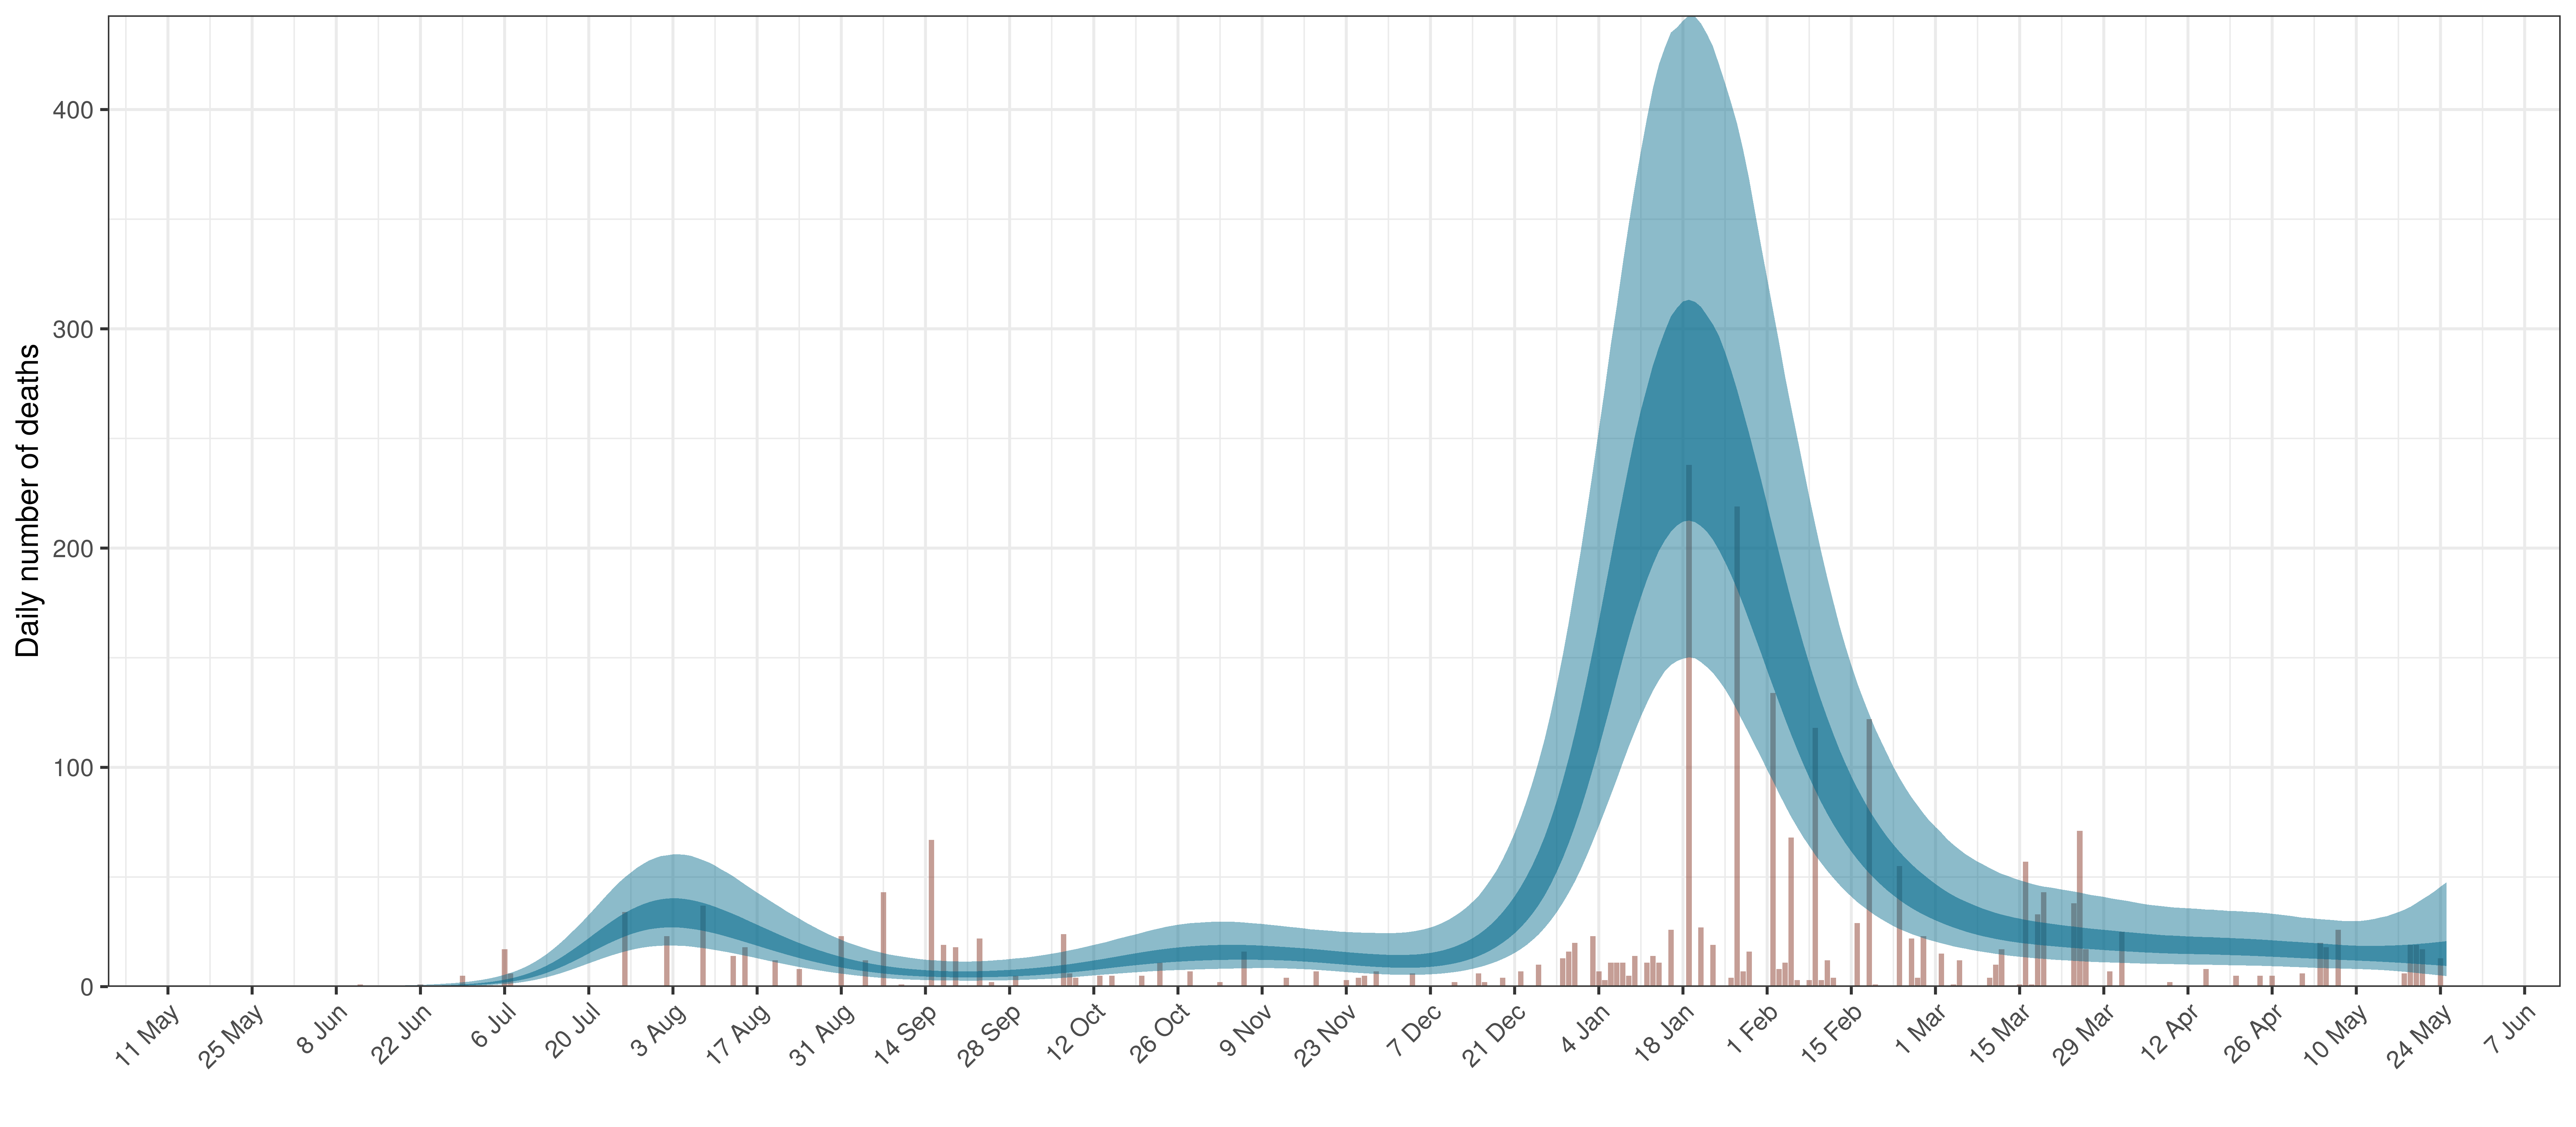 Daily number of deaths
400
300
200
100
0
11 May
25 May
8 Jun
22 Jun
6 Jul
20 Jul
3 Aug
17 Aug
31 Aug
14 Sep
28 Sep
12 Oct
26 Oct
9 Nov
23 Nov
7 Dec
21 Dec
4 Jan
18 Jan
1 Feb
15 Feb
1 Mar
15 Mar
29 Mar
12 Apr
26 Apr
10 May
24 May
7 Jun